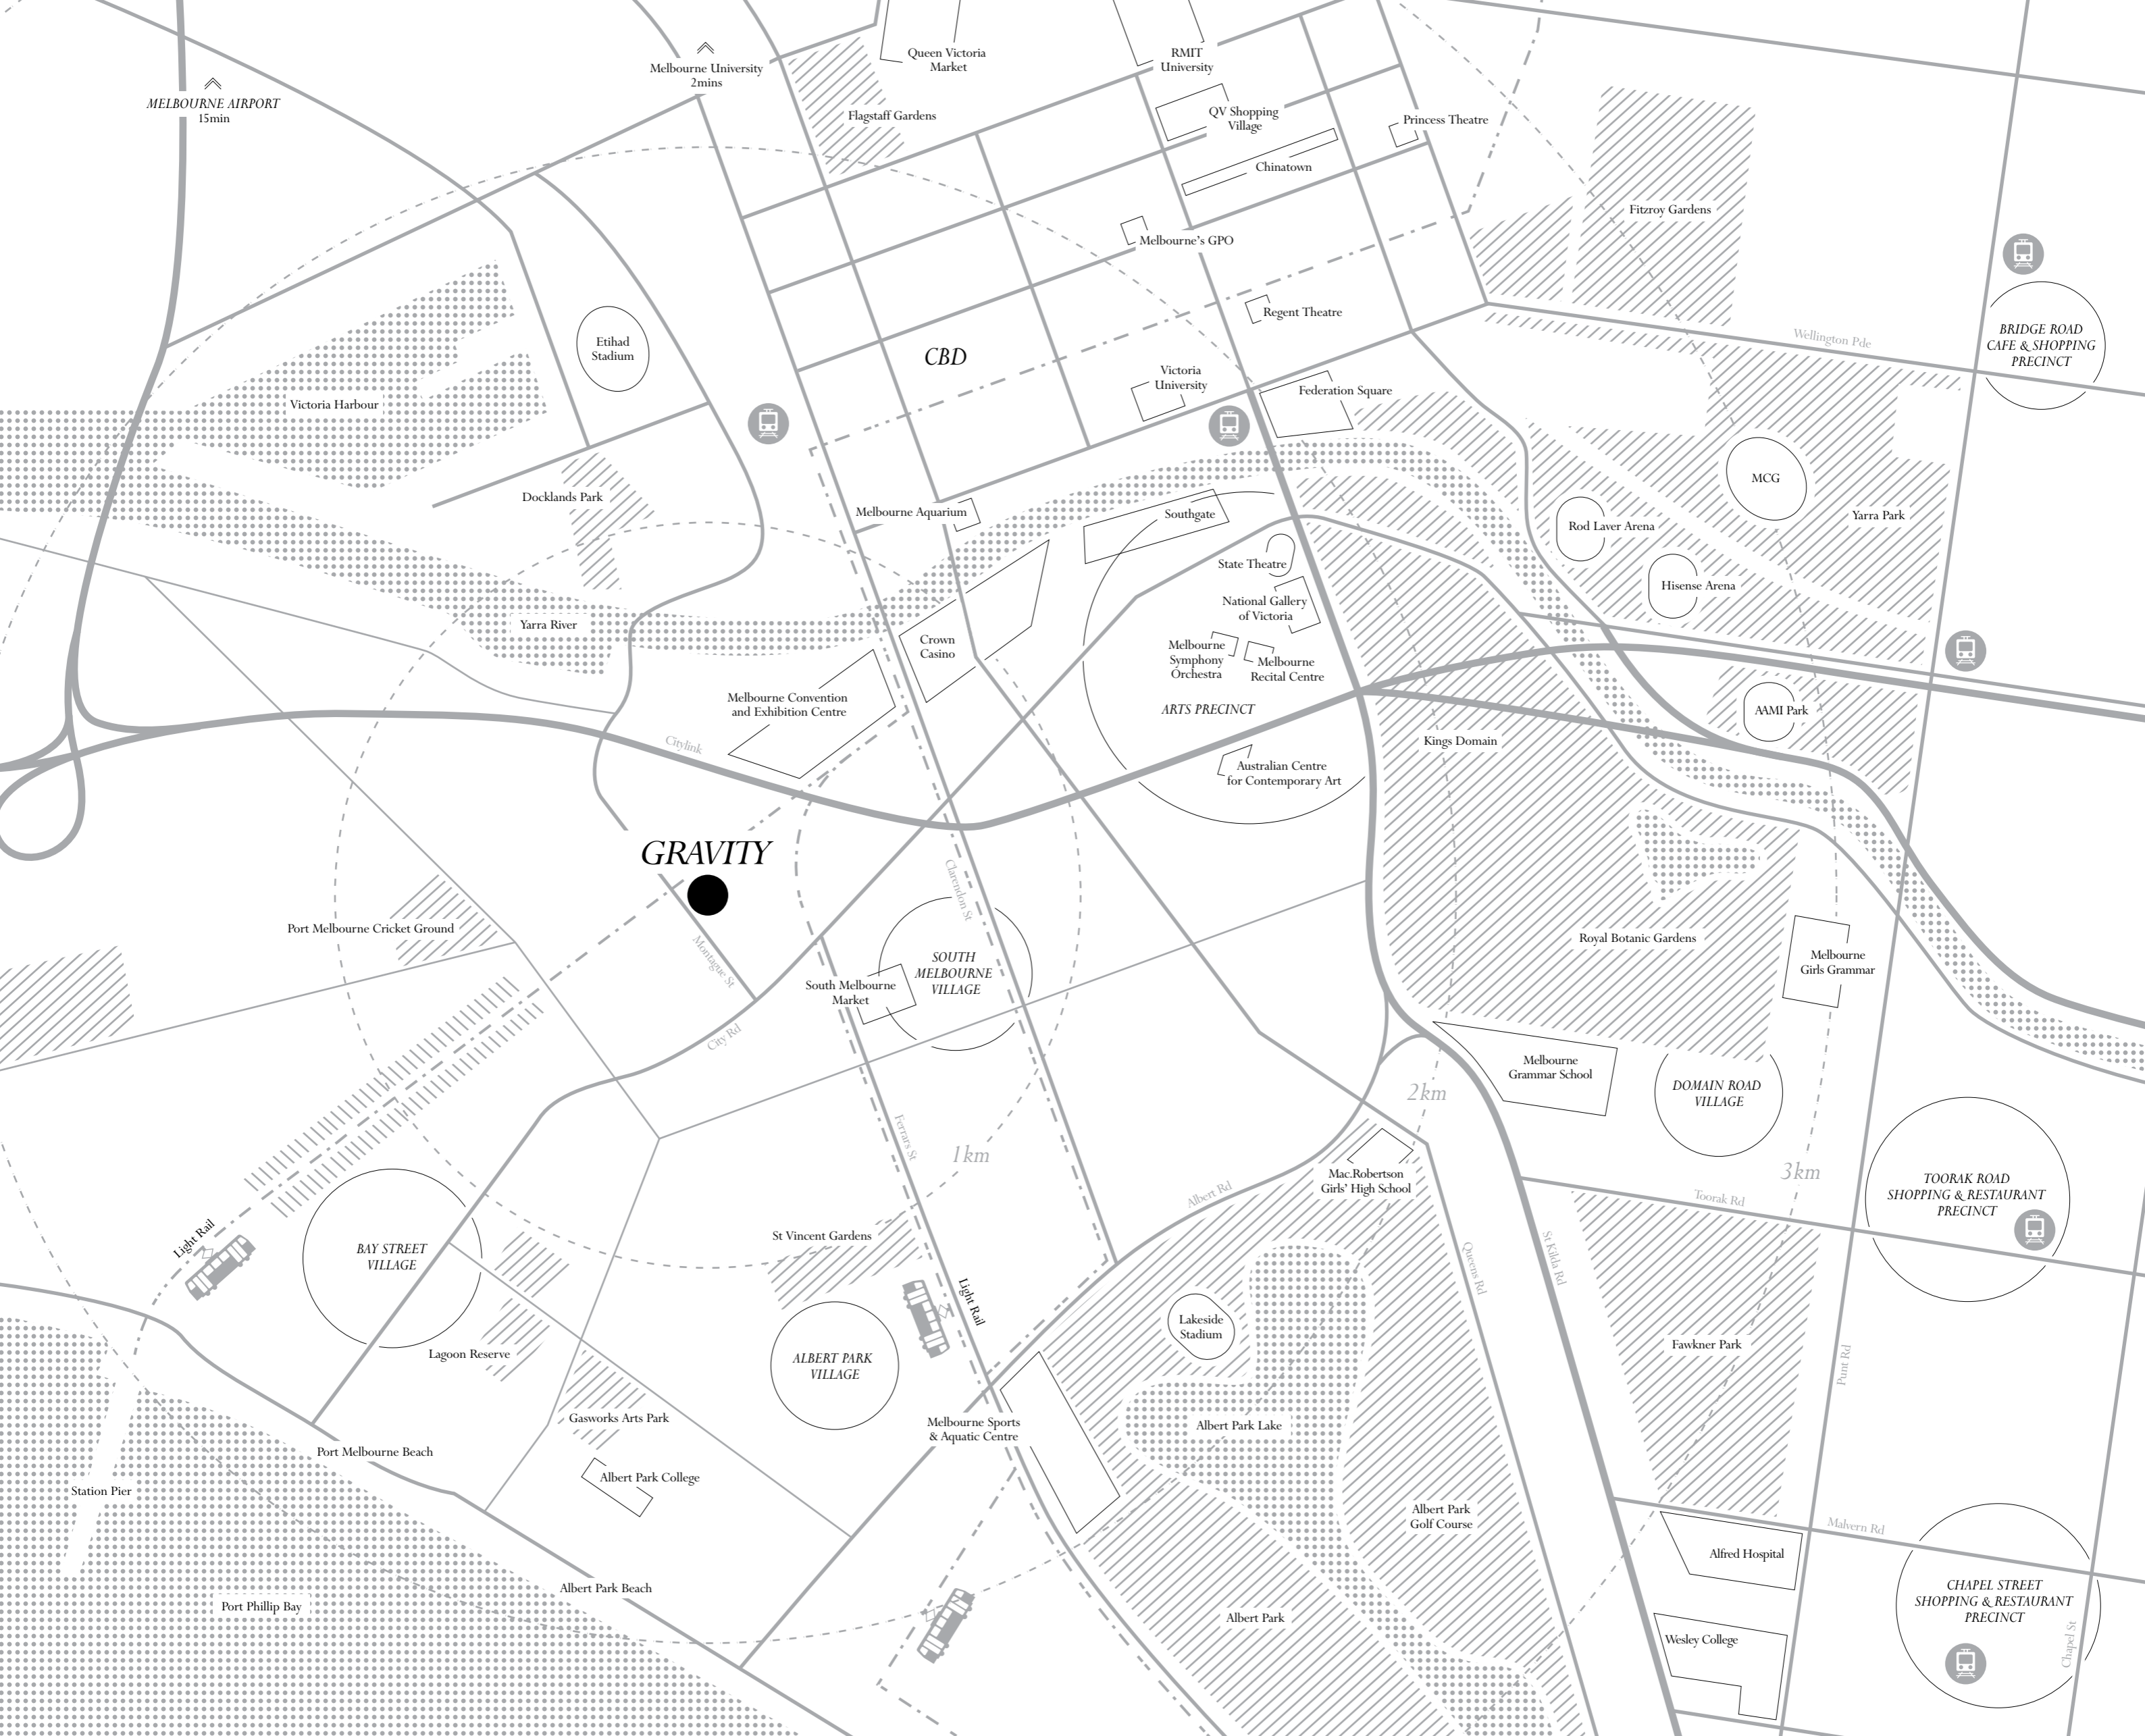 Queen Victoria
Market
RMIT
University
Melbourne University
2mins
MELBOURNE AIRPORT
15min
Flagstaff Gardens
QV Shopping
Village
Princess Theatre
Chinatown
Fitzroy Gardens
Melbourne's GPO
Regent Theatre
Wellington Pde
BRIDGE ROAD
CAFE & SHOPPING
PRECINCT
Etihad
Stadium
CBD
Victoria
University
Federation Square
Victoria Harbour
MCG
Docklands Park
Melbourne Aquarium
Southgate
Rod Laver Arena
Yarra Park
State Theatre
Hisense Arena
National Gallery
of Victoria
Yarra River
Crown
Casino
Melbourne
Symphony
Orchestra
Melbourne
Recital Centre
Melbourne Convention
and Exhibition Centre
ARTS PRECINCT
AAMI Park
Citylink
Kings Domain
Australian Centre
for Contemporary Art
GRAVITY
Clarendon St
Port Melbourne Cricket Ground
Montague St
Royal Botanic Gardens
Melbourne
Girls Grammar
SOUTH
MELBOURNE
VILLAGE
South Melbourne
Market
City Rd
Melbourne
Grammar School
DOMAIN ROAD
VILLAGE
2km
Ferrars St
1km
Mac.Robertson
Girls' High School
3km
TOORAK ROAD
SHOPPING & RESTAURANT
PRECINCT
Albert Rd
Toorak Rd
Light Rail
St Vincent Gardens
BAY STREET
VILLAGE
Queens Rd
St Kilda Rd
Light Rail
Lakeside
Stadium
Lagoon Reserve
ALBERT PARK
VILLAGE
Fawkner Park
Punt Rd
Gasworks Arts Park
Melbourne Sports
& Aquatic Centre
Albert Park Lake
Port Melbourne Beach
Albert Park College
Station Pier
Albert Park
Golf Course
Malvern Rd
Alfred Hospital
Albert Park Beach
Port Phillip Bay
Albert Park
CHAPEL STREET
SHOPPING & RESTAURANT
PRECINCT
Wesley College
Chapel St